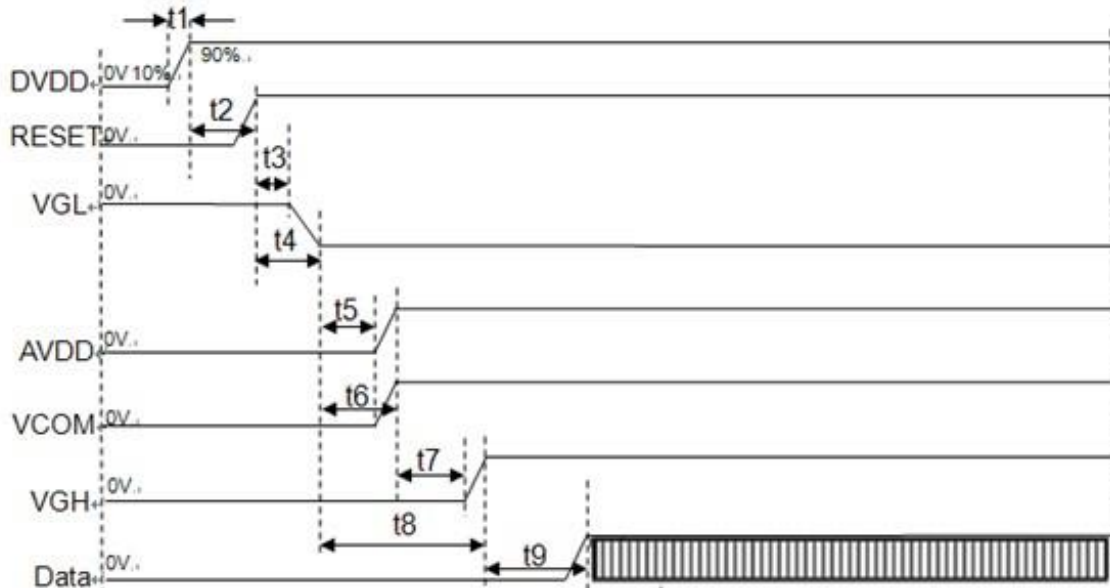 t1
DVDD 0V 10% 90%
t2
RESET 0V
t3
VGL 0V
t4
t5
AVDD 0V
t6
VCOM 0V
t7
VGH 0V
t8
t9
Data 0V